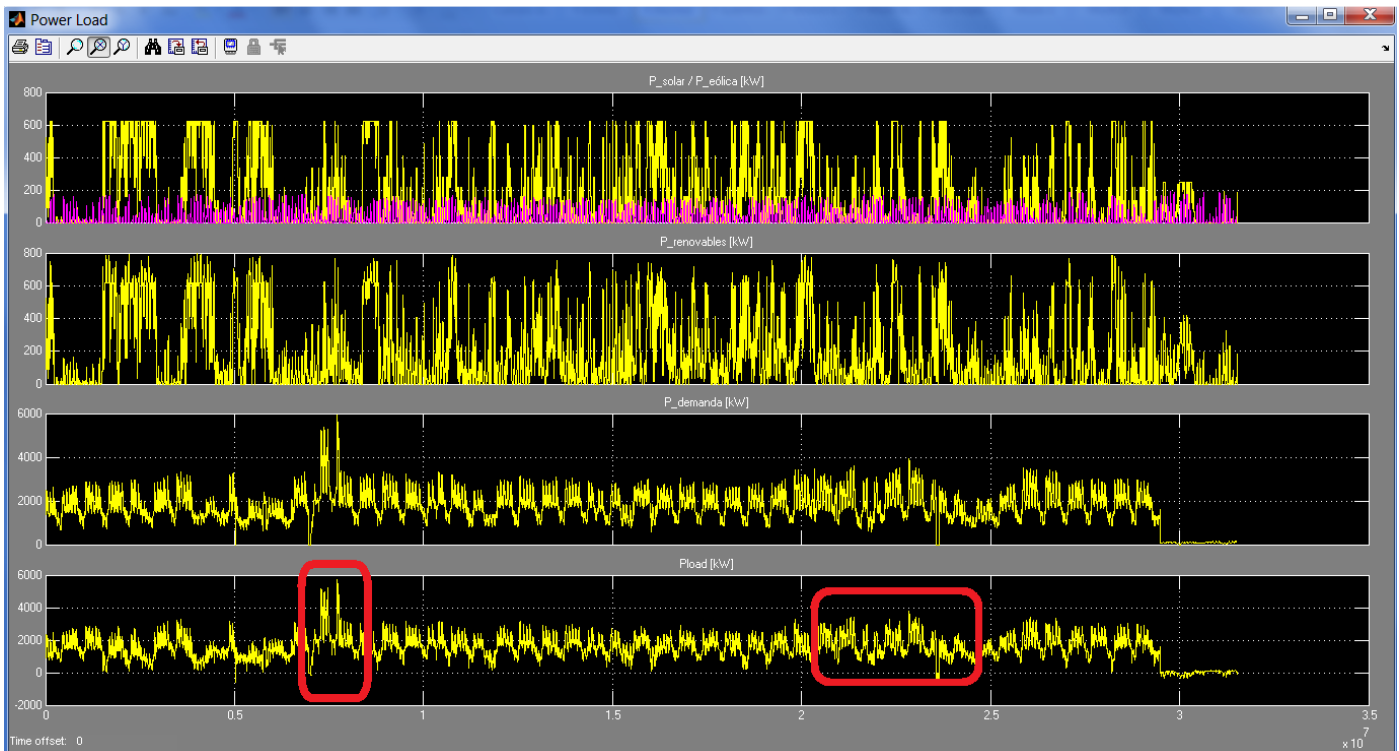 Power Load
P_solar / P_eólica [kW]
800
600
400
200
0
P_renovables [kW]
800
600
400
200
0
P_demanda [kW]
6000
4000
2000
0
Pload [kW]
6000
4000
2000
0
-2000
0 0.5 1 1.5 2 2.5 3 3.5
Time offset: 0
x 10 7